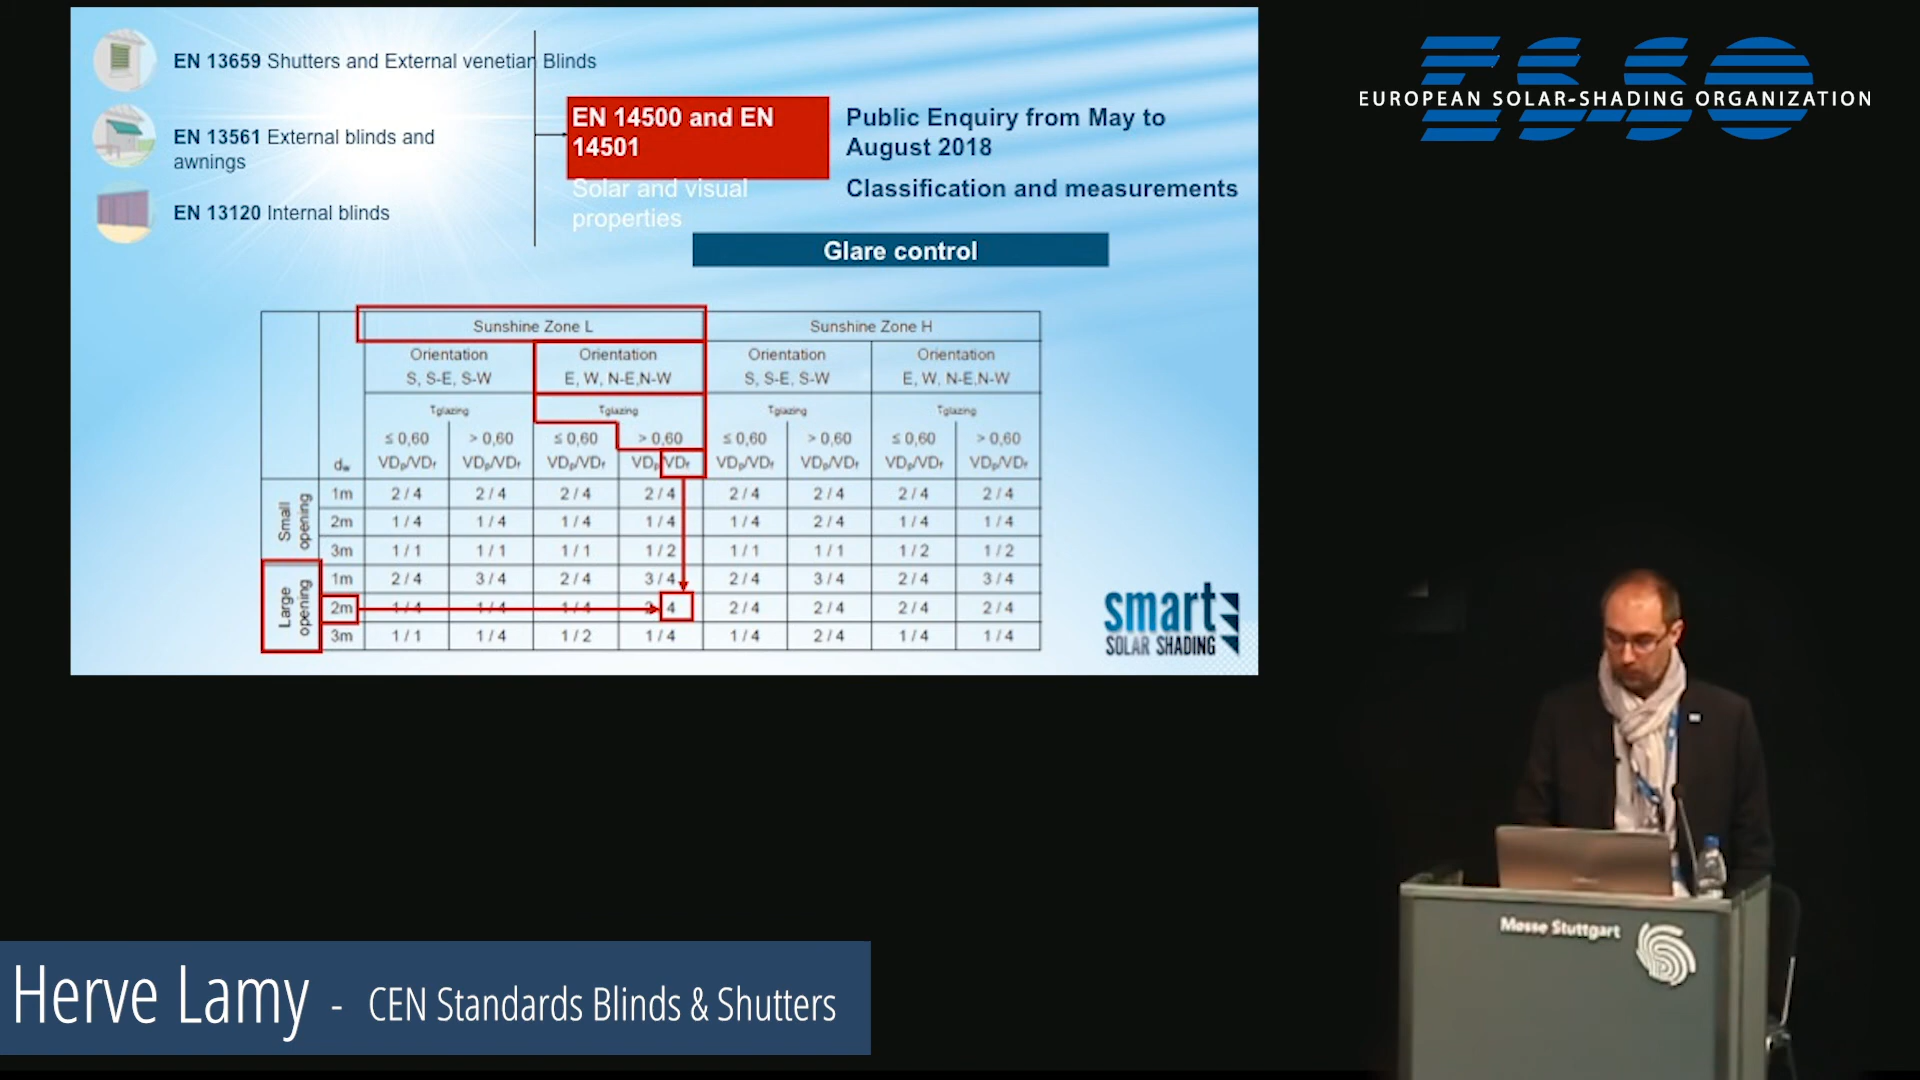 EN 13659 Shutters and External venetian Blinds
EN 13561 External blinds and
awnings
EN 13120 Internal blinds
EN 14500 and EN
14501
Solar and visual
properties
Public Enquiry from May to
August 2018
Classification and measurements
Glare control
Sunshine Zone L Sunshine Zone H
Orientation Orientation Orientation Orientation
S, S-E, S-W E, W, N-E,N-W S, S-E, S-W E, W, N-E,N-W
τglazing τglazing τglazing τglazing
≤ 0,60 > 0,60 ≤ 0,60 > 0,60 ≤ 0,60 > 0,60 ≤ 0,60 > 0,60
dw VDp/VDr VDp/VDr VDp/VDr VDp VDr VDp/VDr VDp/VDr VDp/VDr VDp/VDr
Small
opening
1m 2 / 4 2 / 4 2 / 4 2 / 4 2 / 4 2 / 4 2 / 4 2 / 4
2m 1 / 4 1 / 4 1 / 4 1 / 4 1 / 4 2 / 4 1 / 4 1 / 4
3m 1 / 1 1 / 1 1 / 1 1 / 2 1 / 1 1 / 1 1 / 2 1 / 2
Large
opening
1m 2 / 4 3 / 4 2 / 4 3 / 4 2 / 4 3 / 4 2 / 4 3 / 4
2m 1 / 4 1 / 4 1 / 4 4 2 / 4 2 / 4 2 / 4 2 / 4
3m 1 / 1 1 / 4 1 / 2 1 / 4 1 / 4 2 / 4 1 / 4 1 / 4
smart
SOLAR SHADING
ESSO
EUROPEAN SOLAR-SHADING ORGANIZATION
Messe Stuttgart
Herve Lamy - CEN Standards Blinds & Shutters